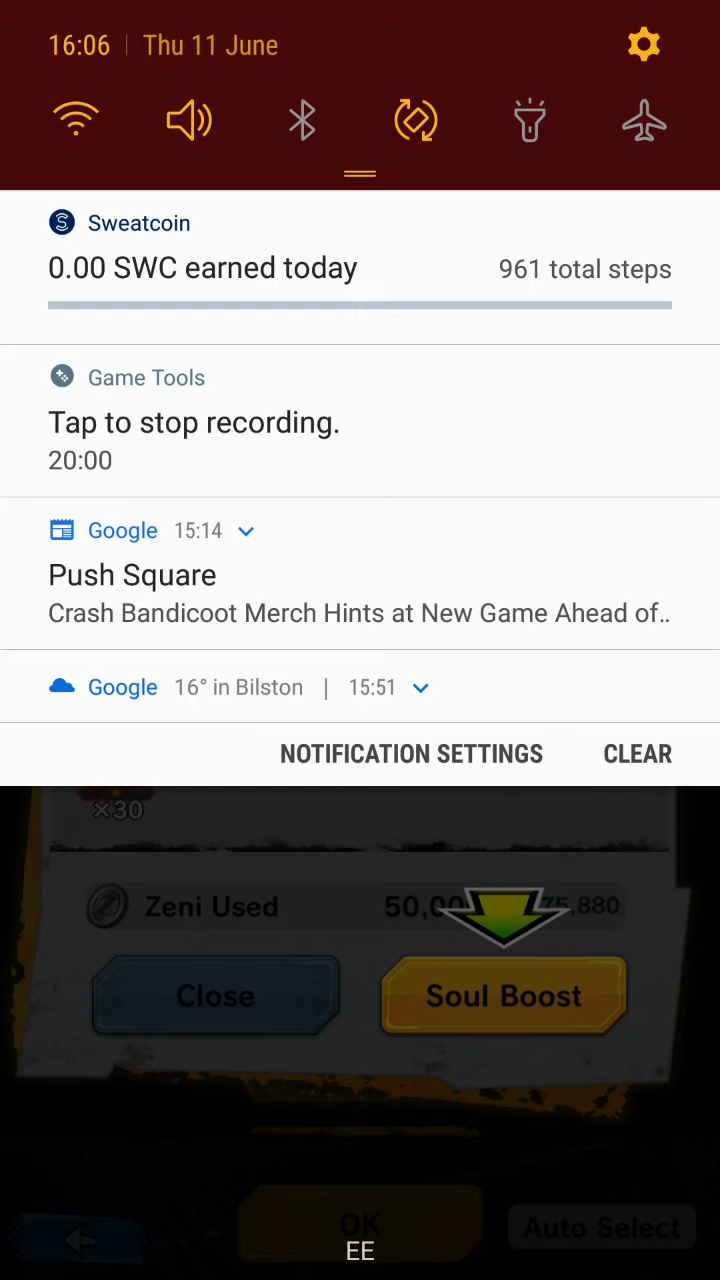 16:06 | Thu 11 June
Sweatcoin
0.00 SWC earned today 961 total steps
Game Tools
Tap to stop recording.
20:00
Google 15:14
Push Square
Crash Bandicoot Merch Hints at New Game Ahead of..
Google 16° in Bilston | 15:51
NOTIFICATION SETTINGS CLEAR
×30
Zeni Used
Close Soul Boost
OK Auto Select
EE